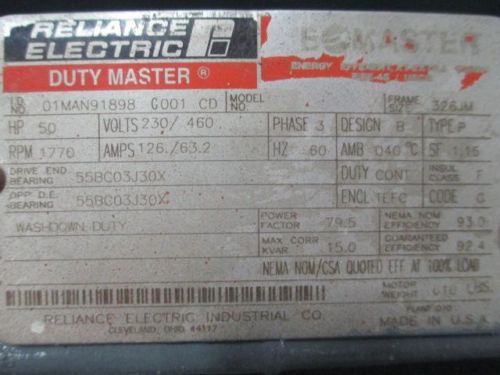 RELIANCE ELECTRIC
DUTY MASTER ®
MASTER
ENERGY
I.D. NO. 01MAN91898 G001 CD MODEL NO. FRAME SIZE 326JM
HP 50 VOLTS 230/ 460 PHASE 3 DESIGN B TYPE P
RPM 1770 AMPS 126./63.2 HZ 60 AMB 040 °C SF 1.15
DRIVE END BEARING 55BC03J30X DUTY CONT INSUL CLASS
OPP D.E. BEARING 55BC03J30X ENCL TEFC CODE G
WASHDOWN DUTY POWER FACTOR 79.5 NEMA NOM EFFICIENCY 93.0
MAX CORR KVAR 15.0 GUARANTEED EFFICIENCY 92.4
NEMA NOM/CSA QUOTED EFF AT 100% LOAD
MOTOR WEIGHT LBS
RELIANCE ELECTRIC INDUSTRIAL CO.
CLEVELAND, OHIO 44117
PLANT
MADE IN U.S.A.